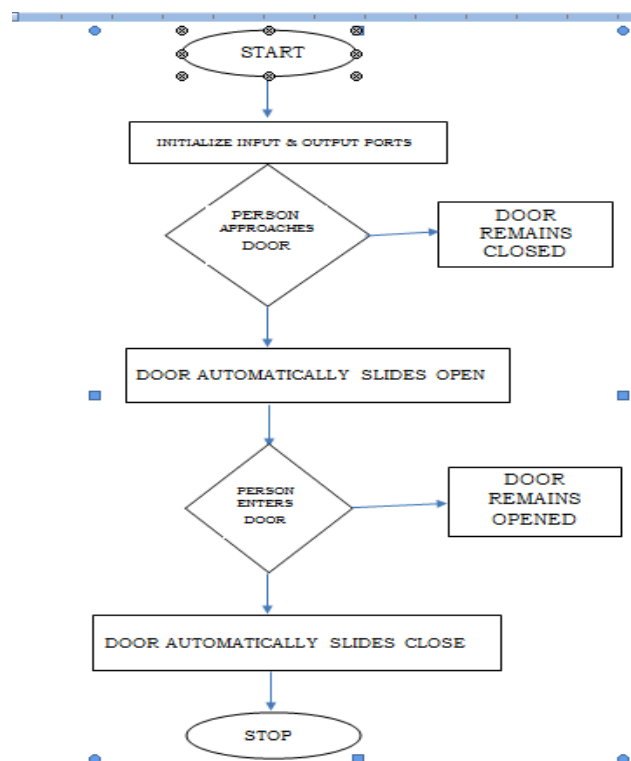 START
INITIALIZE INPUT & OUTPUT PORTS
PERSON
APPROACHES
DOOR
DOOR
REMAINS
CLOSED
DOOR AUTOMATICALLY SLIDES OPEN
PERSON
ENTERS
DOOR
DOOR
REMAINS
OPENED
DOOR AUTOMATICALLY SLIDES CLOSE
STOP